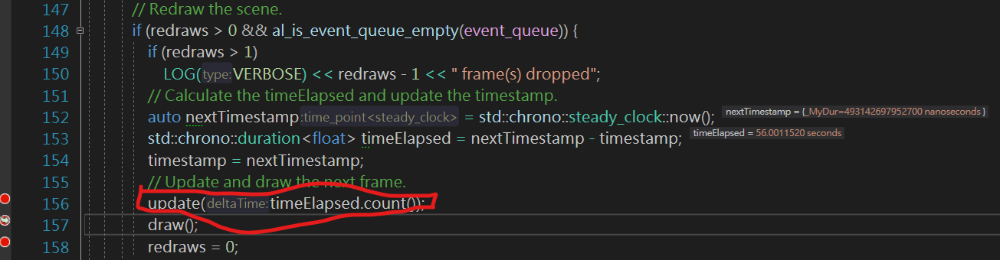 147 // Redraw the scene.
148 if (redraws > 0 && al_is_event_queue_empty(event_queue)) {
149 if (redraws > 1)
150 LOG(type:VERBOSE) << redraws - 1 << " frame(s) dropped";
151 // Calculate the timeElapsed and update the timestamp.
152 auto nextTimestamp:time_point<steady_clock> = std::chrono::steady_clock::now(); nextTimestamp = {_MyDur=493142697952700 nanoseconds }
153 std::chrono::duration<float> timeElapsed = nextTimestamp - timestamp; timeElapsed = 56.0011520 seconds
154 timestamp = nextTimestamp;
155 // Update and draw the next frame.
156 update(deltaTime:timeElapsed.count());
157 draw();
158 redraws = 0;